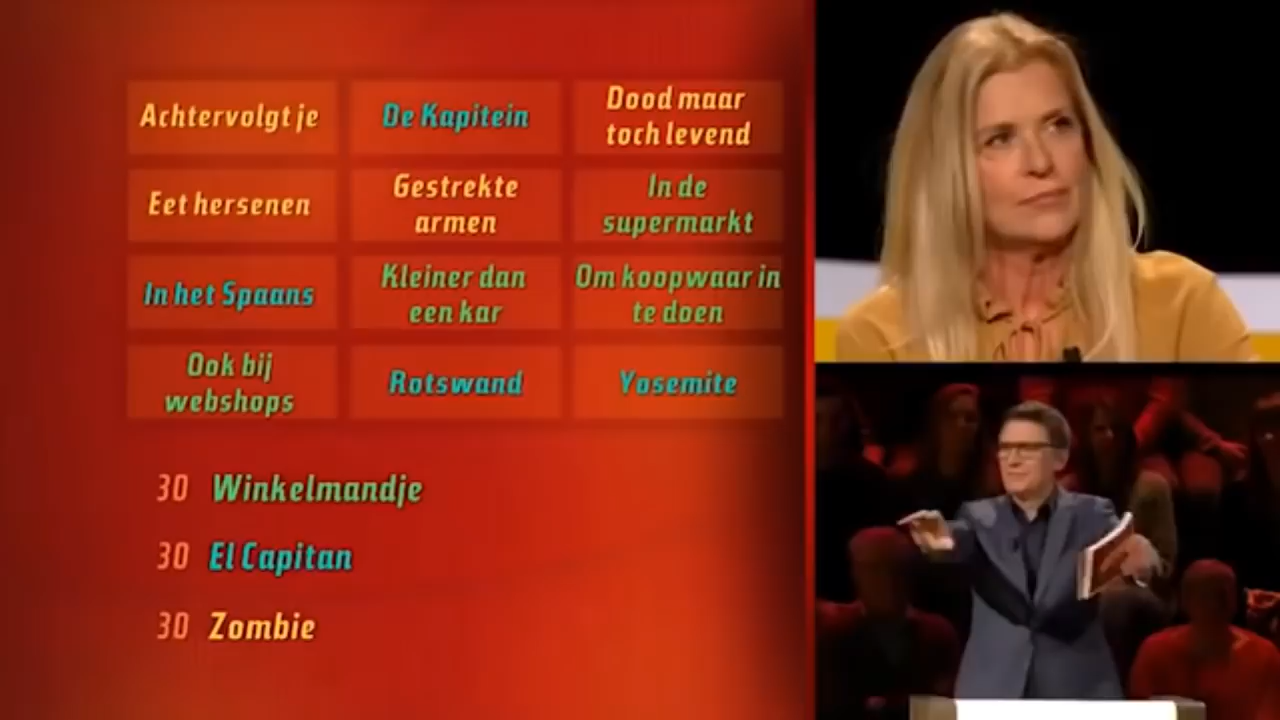 Achtervolgt je
De Kapitein
Dood maar
toch levend
Eet hersenen
Gestrekte
armen
In de
supermarkt
In het Spaans
Kleiner dan
een kar
Om koopwaar in
te doen
Ook bij
webshops
Rotswand
Yosemite
30 Winkelmandje
30 El Capitan
30 Zombie